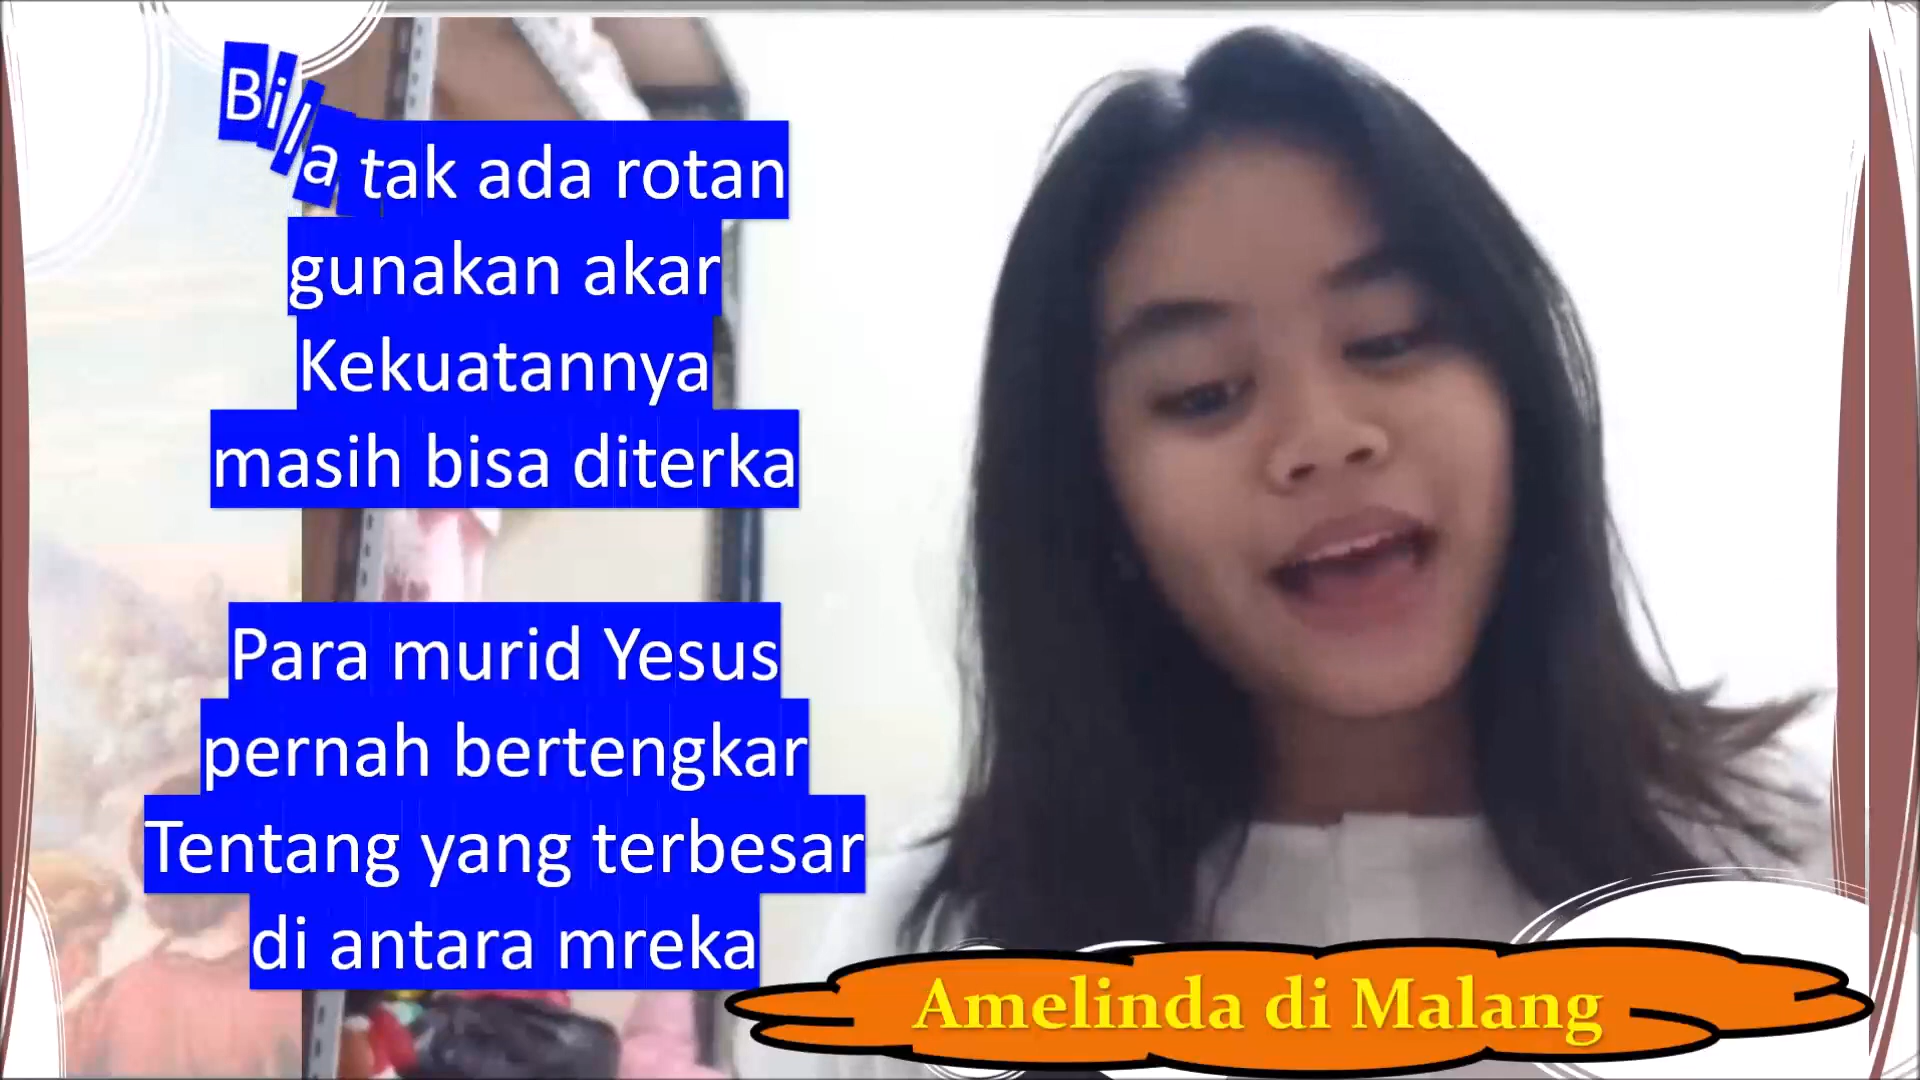 Bila tak ada rotan
gunakan akar
Kekuatannya
masih bisa diterka
Para murid Yesus
pernah bertengkar
Tentang yang terbesar
di antara mreka
Amelinda di Malang